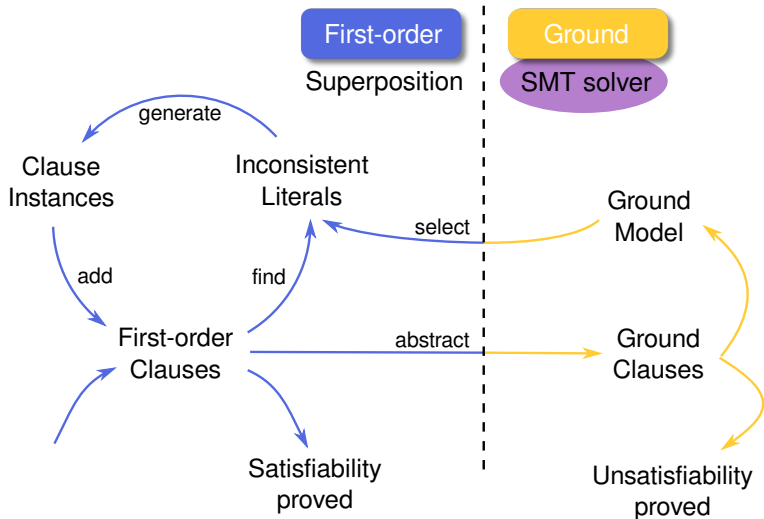 First-order
Ground
Superposition
SMT solver
generate
Clause
Instances
Inconsistent
Literals
Ground
Model
select
add
find
First-order
Clauses
abstract
Ground
Clauses
Satisfiability
proved
Unsatisfiability
proved